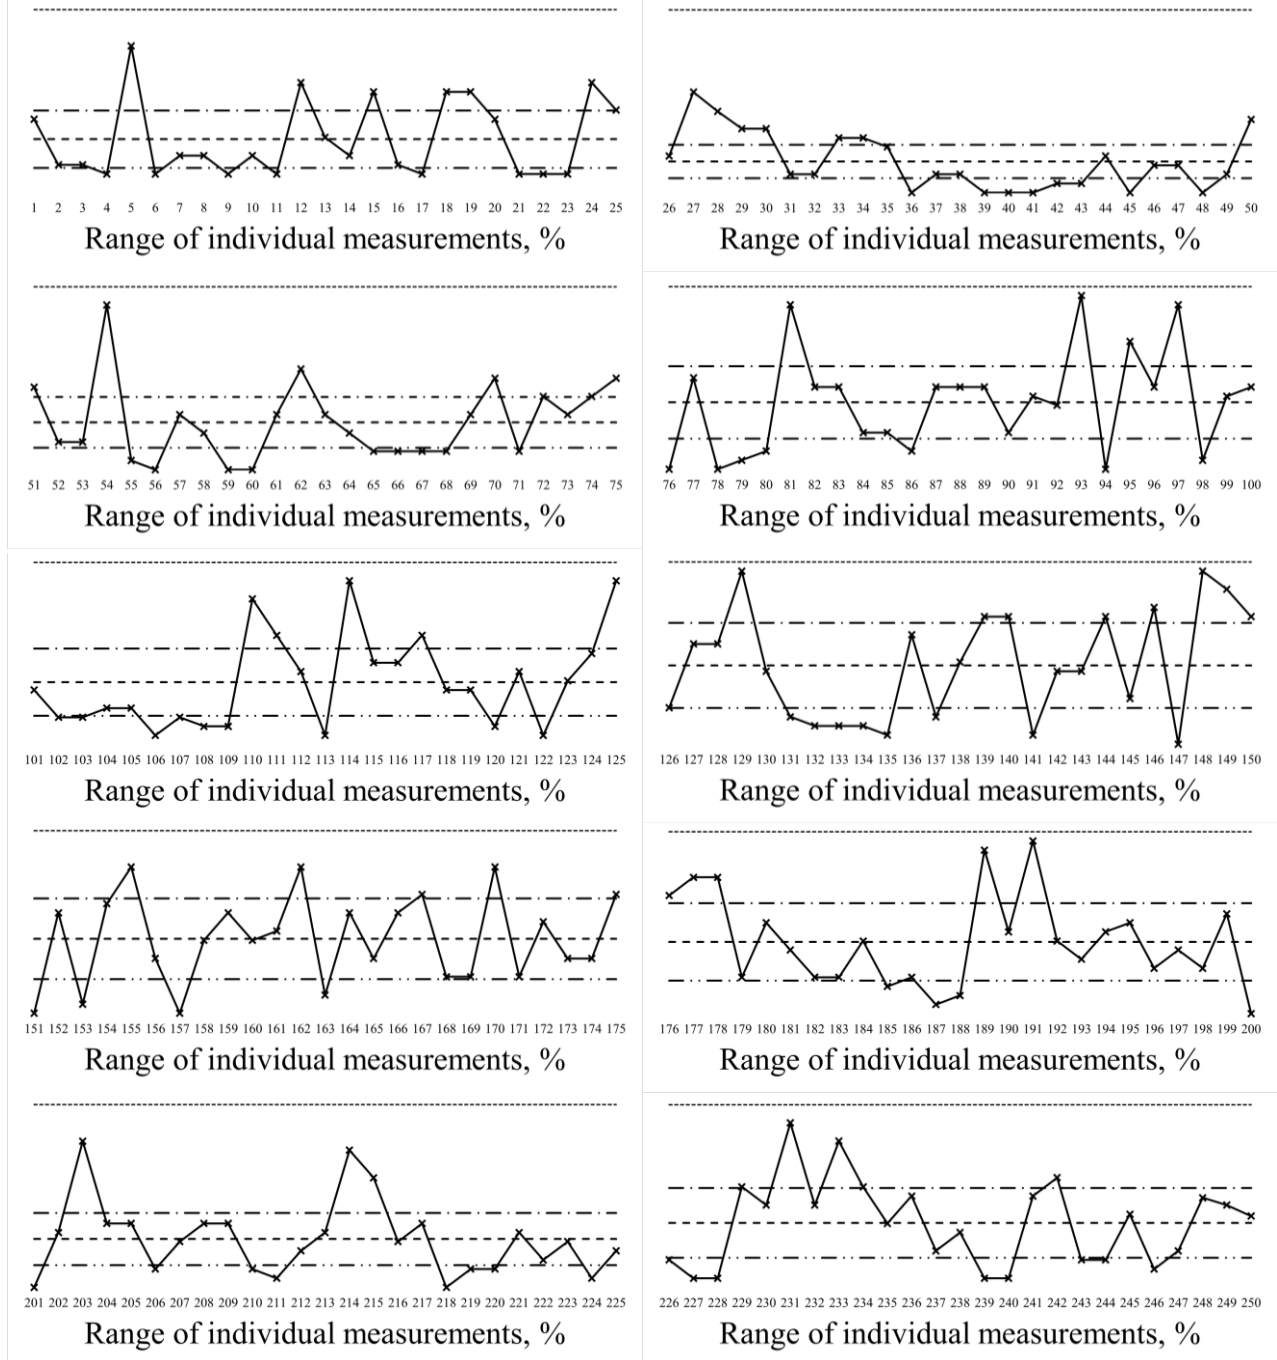 1 2 3 4 5 6 7 8 9 10 11 12 13 14 15 16 17 18 19 20 21 22 23 24 25
Range of individual measurements, %
26 27 28 29 30 31 32 33 34 35 36 37 38 39 40 41 42 43 44 45 46 47 48 49 50
Range of individual measurements, %
51 52 53 54 55 56 57 58 59 60 61 62 63 64 65 66 67 68 69 70 71 72 73 74 75
Range of individual measurements, %
76 77 78 79 80 81 82 83 84 85 86 87 88 89 90 91 92 93 94 95 96 97 98 99 100
Range of individual measurements, %
101 102 103 104 105 106 107 108 109 110 111 112 113 114 115 116 117 118 119 120 121 122 123 124 125
Range of individual measurements, %
126 127 128 129 130 131 132 133 134 135 136 137 138 139 140 141 142 143 144 145 146 147 148 149 150
Range of individual measurements, %
151 152 153 154 155 156 157 158 159 160 161 162 163 164 165 166 167 168 169 170 171 172 173 174 175
Range of individual measurements, %
176 177 178 179 180 181 182 183 184 185 186 187 188 189 190 191 192 193 194 195 196 197 198 199 200
Range of individual measurements, %
201 202 203 204 205 206 207 208 209 210 211 212 213 214 215 216 217 218 219 220 221 222 223 224 225
Range of individual measurements, %
226 227 228 229 230 231 232 233 234 235 236 237 238 239 240 241 242 243 244 245 246 247 248 249 250
Range of individual measurements, %